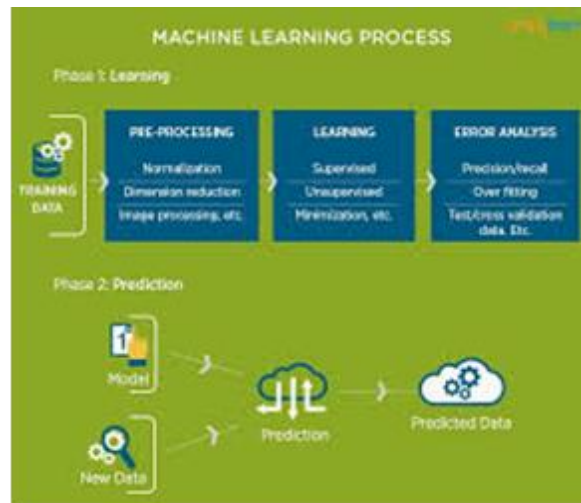 MACHINE LEARNING PROCESS
Phase 1: Learning
TRAINING
DATA
PRE-PROCESSING
Normalization
Dimension reduction
Image processing, etc.
LEARNING
Supervised
Unsupervised
Minimization, etc.
ERROR ANALYSIS
Precision/recall
Over fitting
Test/cross validation
data. Etc.
Phase 2: Prediction
Model
New Data
Prediction
Predicted Data